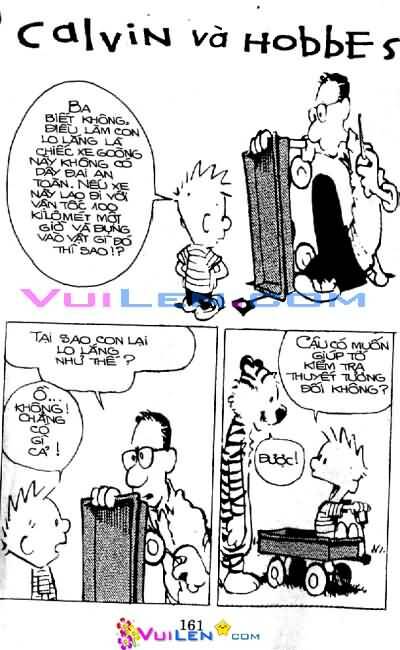 Calvin và Hobbes
BA
BIẾT KHÔNG,
ĐIỀU LÀM CON
LO LẮNG LÀ
CHIẾC XE GOÒNG
NÀY KHÔNG CÓ
DÂY ĐAI AN
TOÀN. NẾU XE
NÀY LAO ĐI VỚI
VẬN TỐC 100
KILÔMÉT MỘT
GIỜ VÀ ĐỤNG
VÀO VẬT GÌ ĐÓ
THÌ SAO!?
VuiLen.com
TẠI SAO CON LẠI
LO LẮNG
NHƯ THẾ?
Ồ...
KHÔNG!
CHẲNG
CÓ
GÌ
CẢ!
CẬU CÓ MUỐN
GIÚP TỚ
KIỂM TRA
THUYẾT TƯƠNG
ĐỐI KHÔNG?
ĐƯỢC!
161
VuiLen.com